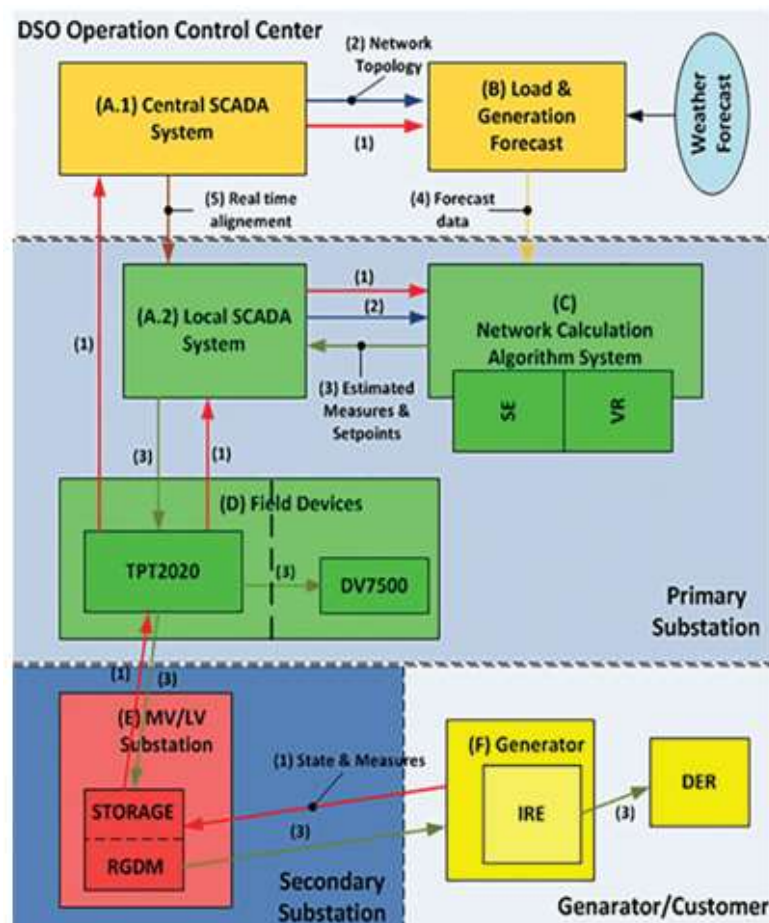 DSO Operation Control Center
(2) Network
Topology
(A.1) Central SCADA
System
(B) Load &
Generation
Forecast
Weather
Forecast
(1)
(5) Real time
alignement
(4) Forecast
data
(A.2) Local SCADA
System
(1)
(2)
(C)
Network Calculation
Algorithm System
(1)
(3) Estimated
Measures &
Setpoints
SE
VR
(3)
(1)
(D) Field Devices
TPT2020
(3)
DV7500
Primary
Substation
(1)
(3)
(E) MV/LV
Substation
(1) State & Measures
(F) Generator
STORAGE
RGDM
(3)
IRE
(3)
DER
Secondary
Substation
Genarator/Customer